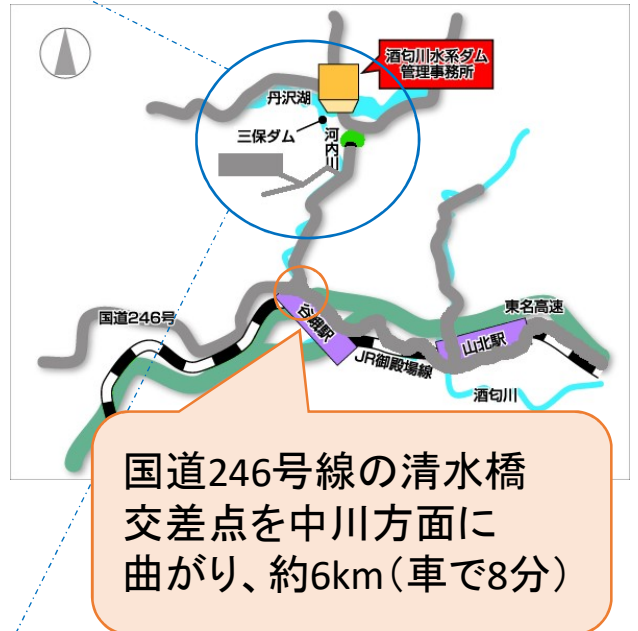 酒匂川水系ダム
管理事務所
丹沢湖
三保ダム
河内川
国道246号
谷峨駅
JR御殿場線
山北駅
東名高速
酒匂川
国道246号線の清水橋
交差点を中川方面に
曲がり、約6km（車で8分）